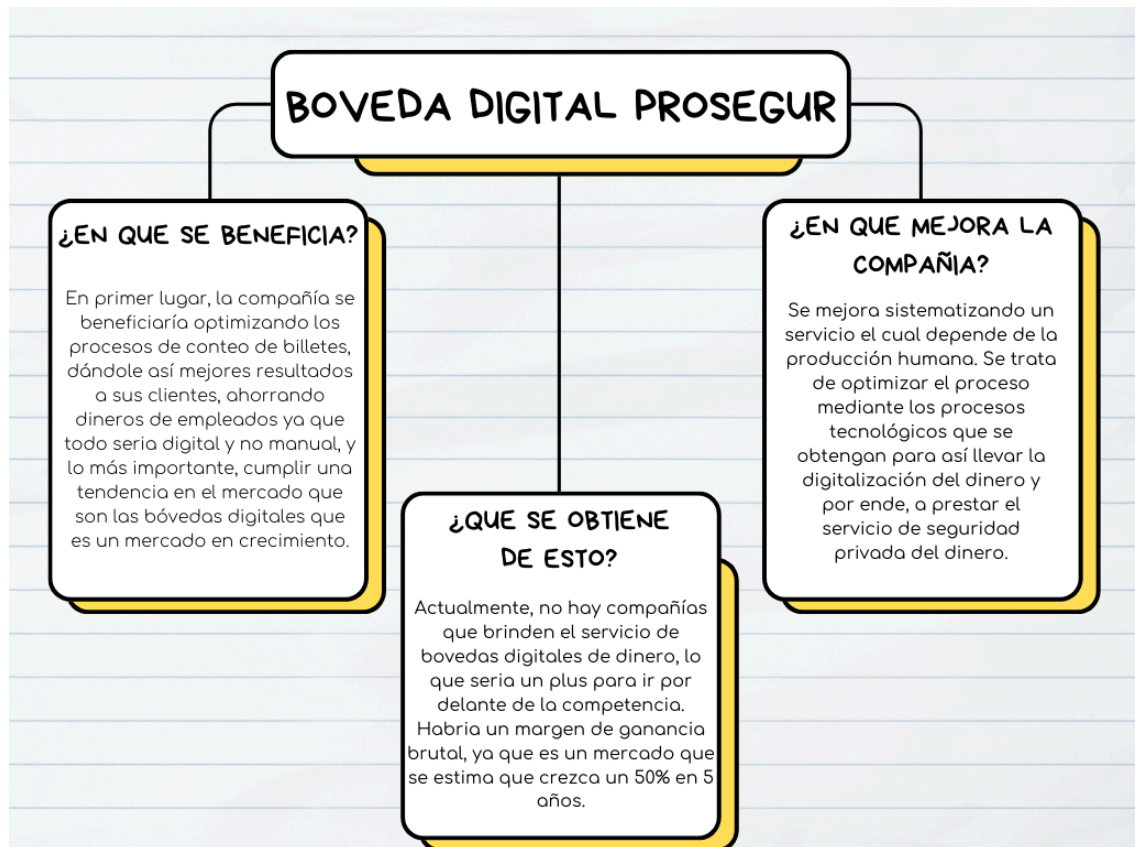 BOVEDA DIGITAL PROSEGUR
¿EN QUE SE BENEFICIA?
En primer lugar, la compañía se
beneficiaría optimizando los
procesos de conteo de billetes,
dándole así mejores resultados
a sus clientes, ahorrando
dineros de empleados ya que
todo seria digital y no manual, y
lo más importante, cumplir una
tendencia en el mercado que
son las bóvedas digitales que
es un mercado en crecimiento.
¿QUE SE OBTIENE
DE ESTO?
Actualmente, no hay compañías
que brinden el servicio de
bovedas digitales de dinero, lo
que seria un plus para ir por
delante de la competencia.
Habria un margen de ganancia
brutal, ya que es un mercado que
se estima que crezca un 50% en 5
años.
¿EN QUE MEJORA LA
COMPAÑIA?
Se mejora sistematizando un
servicio el cual depende de la
producción humana. Se trata
de optimizar el proceso
mediante los procesos
tecnológicos que se
obtengan para así llevar la
digitalización del dinero y
por ende, a prestar el
servicio de seguridad
privada del dinero.